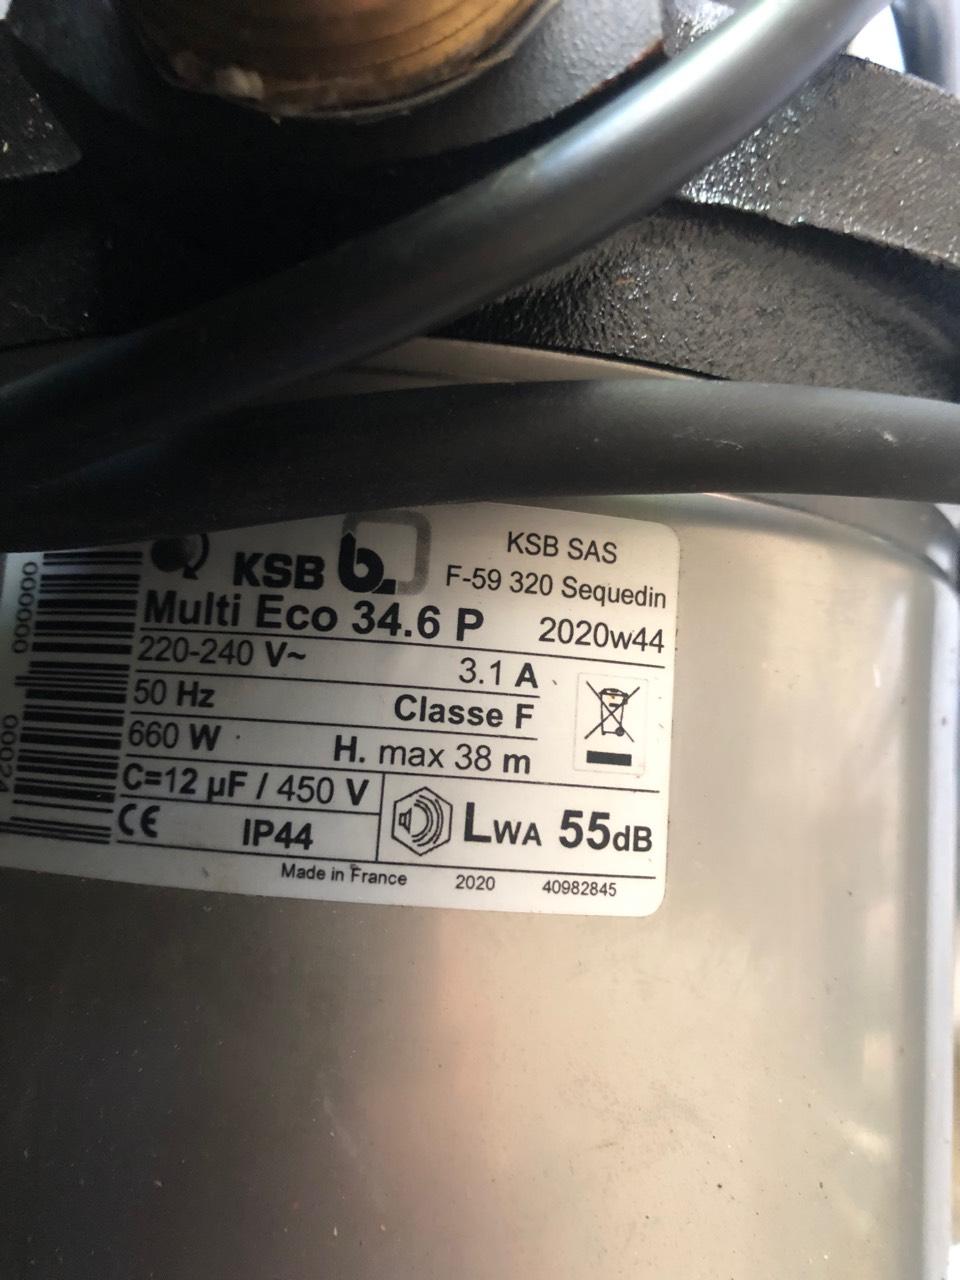 KSB b.
KSB SAS
F-59 320 Sequedin
Multi Eco 34.6 P 2020w44
220-240 V~ 3.1 A
50 Hz Classe F
660 W H. max 38 m
C=12 µF / 450 V
CE IP44
LWA 55dB
Made in France 2020 40982845
000000